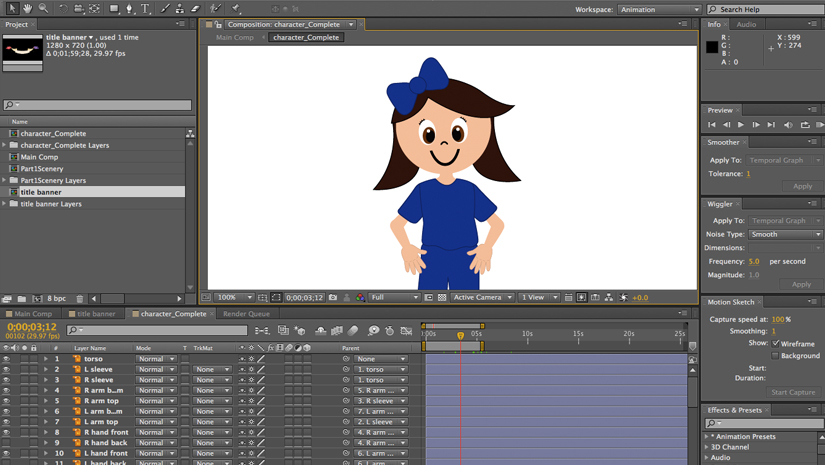 Workspace: Animation
Search Help
Project
Composition: character_Complete
Info
Audio
title banner , used 1 time
1280 x 720 (1.00)
Δ 0;01;59;28, 29.97 fps
Main Comp
character_Complete
R :
G :
B :
A : 0
X : 599
Y : 274
Name
character_Complete
character_Complete Layers
Main Comp
Part1Scenery
Part1Scenery Layers
title banner
title banner Layers
Preview
Smoother
Apply To: Temporal Graph
Tolerance: 1
Apply
Wiggler
Apply To: Temporal Graph
Noise Type: Smooth
Dimensions:
Frequency: 5.0 per second
Magnitude: 1.0
Apply
8 bpc
100%
0;00;03;12
Full
Active Camera
1 View
+0.0
Motion Sketch
Capture speed at: 100 %
Smoothing: 1
Show: Wireframe
Background
Start:
Duration:
Start Capture
Main Comp
title banner
character_Complete
Render Queue
0;00;03;12
00102 (29.97 fps)
:00s
05s
10s
15s
20s
25s
# Layer Name Mode T TrkMat Parent
1 torso Normal None
2 L sleeve Normal None 1. torso
3 R sleeve Normal None 1. torso
4 R arm b...m Normal None 5. R arm ...
5 R arm top Normal None 3. R sleeve
6 L arm b...m Normal None 7. L arm ...
7 L arm top Normal None 2. L sleeve
8 R hand front Normal None 4. R arm ...
9 R hand back Normal None 4. R arm ...
10 L hand front Normal None 6. L arm ...
11 L hand back Normal None 6. L arm ...
Effects & Presets
* Animation Presets
3D Channel
Audio